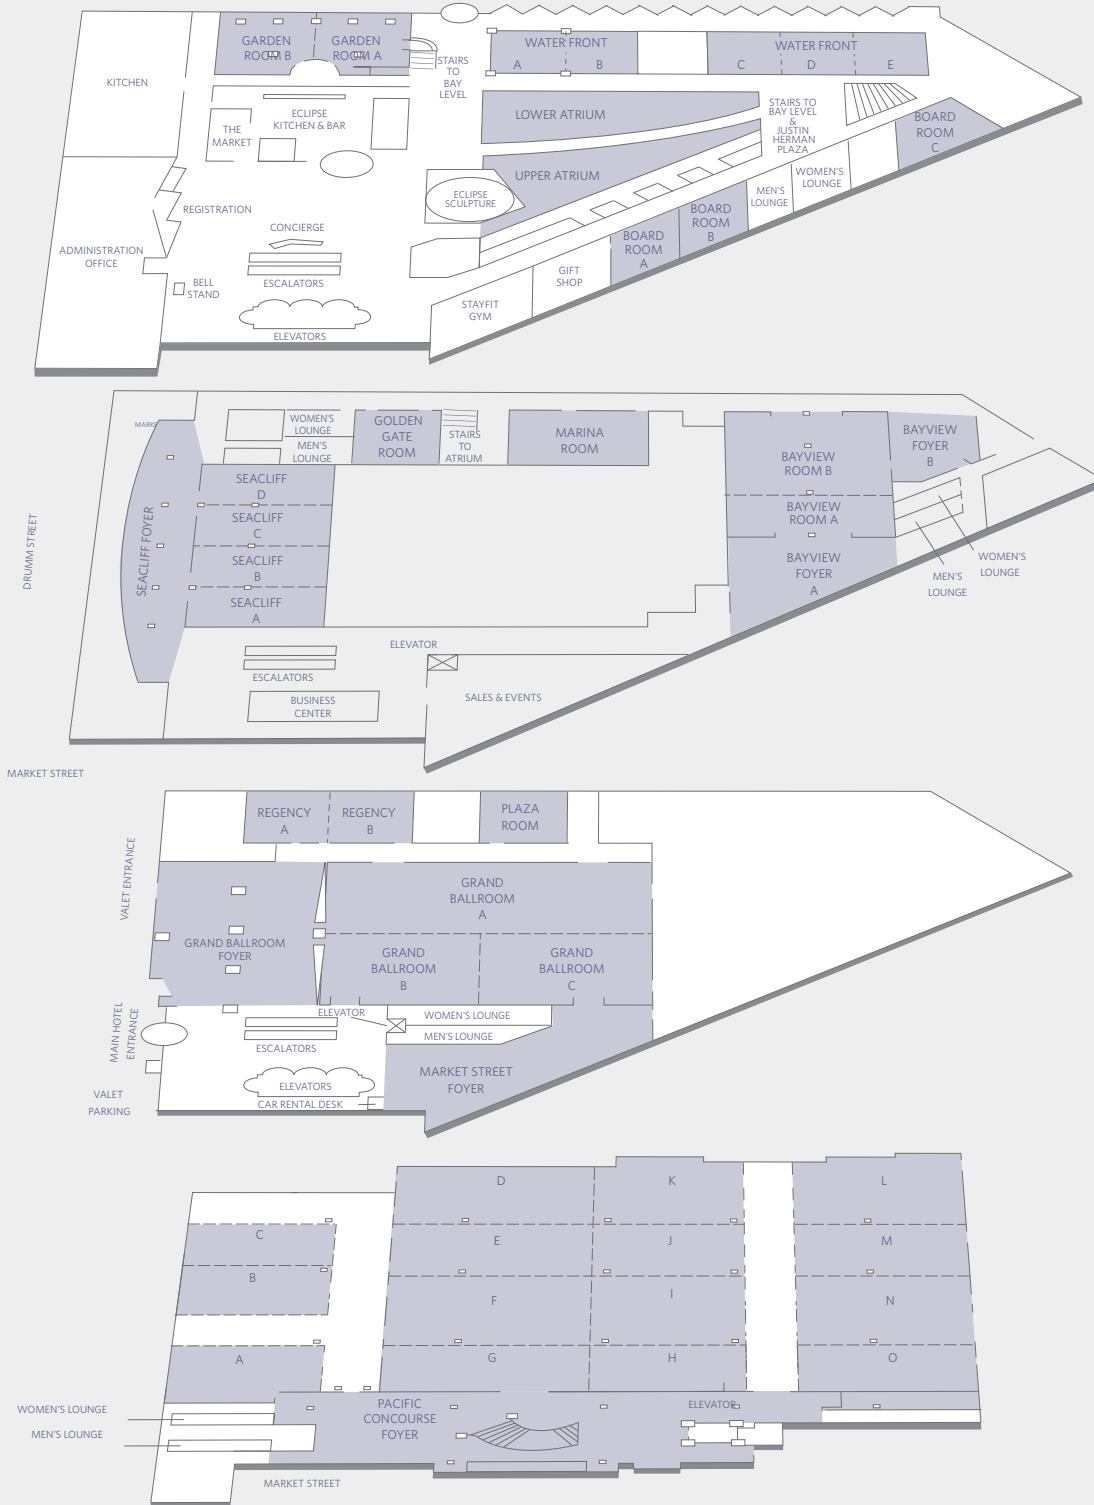 GARDEN
ROOM B
GARDEN
ROOM A
KITCHEN
STAIRS
TO
BAY
LEVEL
WATER FRONT
A
B
WATER FRONT
C
D
E
LOWER ATRIUM
STAIRS TO
BAY LEVEL
&
JUSTIN
HERMAN
PLAZA
BOARD
ROOM
C
ECLIPSE
KITCHEN & BAR
THE
MARKET
UPPER ATRIUM
ECLIPSE
SCULPTURE
WOMEN'S
LOUNGE
MEN'S
LOUNGE
REGISTRATION
BOARD
ROOM
B
CONCIERGE
BOARD
ROOM
A
ADMINISTRATION
OFFICE
GIFT
SHOP
BELL
STAND
ESCALATORS
STAYFIT
GYM
ELEVATORS
MARKE
WOMEN'S
LOUNGE
MEN'S
LOUNGE
GOLDEN
GATE
ROOM
STAIRS
TO
ATRIUM
MARINA
ROOM
BAYVIEW
ROOM B
BAYVIEW
FOYER
B
SEACLIFF
D
SEACLIFF
C
SEACLIFF
B
SEACLIFF
A
SEACLIFF FOYER
DRUMM STREET
BAYVIEW
ROOM A
BAYVIEW
FOYER
A
WOMEN'S
LOUNGE
MEN'S
LOUNGE
ELEVATOR
ESCALATORS
BUSINESS
CENTER
SALES & EVENTS
MARKET STREET
REGENCY
A
REGENCY
B
PLAZA
ROOM
VALET ENTRANCE
GRAND
BALLROOM
A
GRAND BALLROOM
FOYER
GRAND
BALLROOM
B
GRAND
BALLROOM
C
MAIN HOTEL
ENTRANCE
ELEVATOR
WOMEN'S LOUNGE
MEN'S LOUNGE
ESCALATORS
ELEVATORS
MARKET STREET
FOYER
CAR RENTAL DESK
VALET
PARKING
D
K
L
C
E
J
M
B
F
I
N
A
G
H
O
PACIFIC
CONCOURSE
FOYER
ELEVATOR
WOMEN'S LOUNGE
MEN'S LOUNGE
MARKET STREET